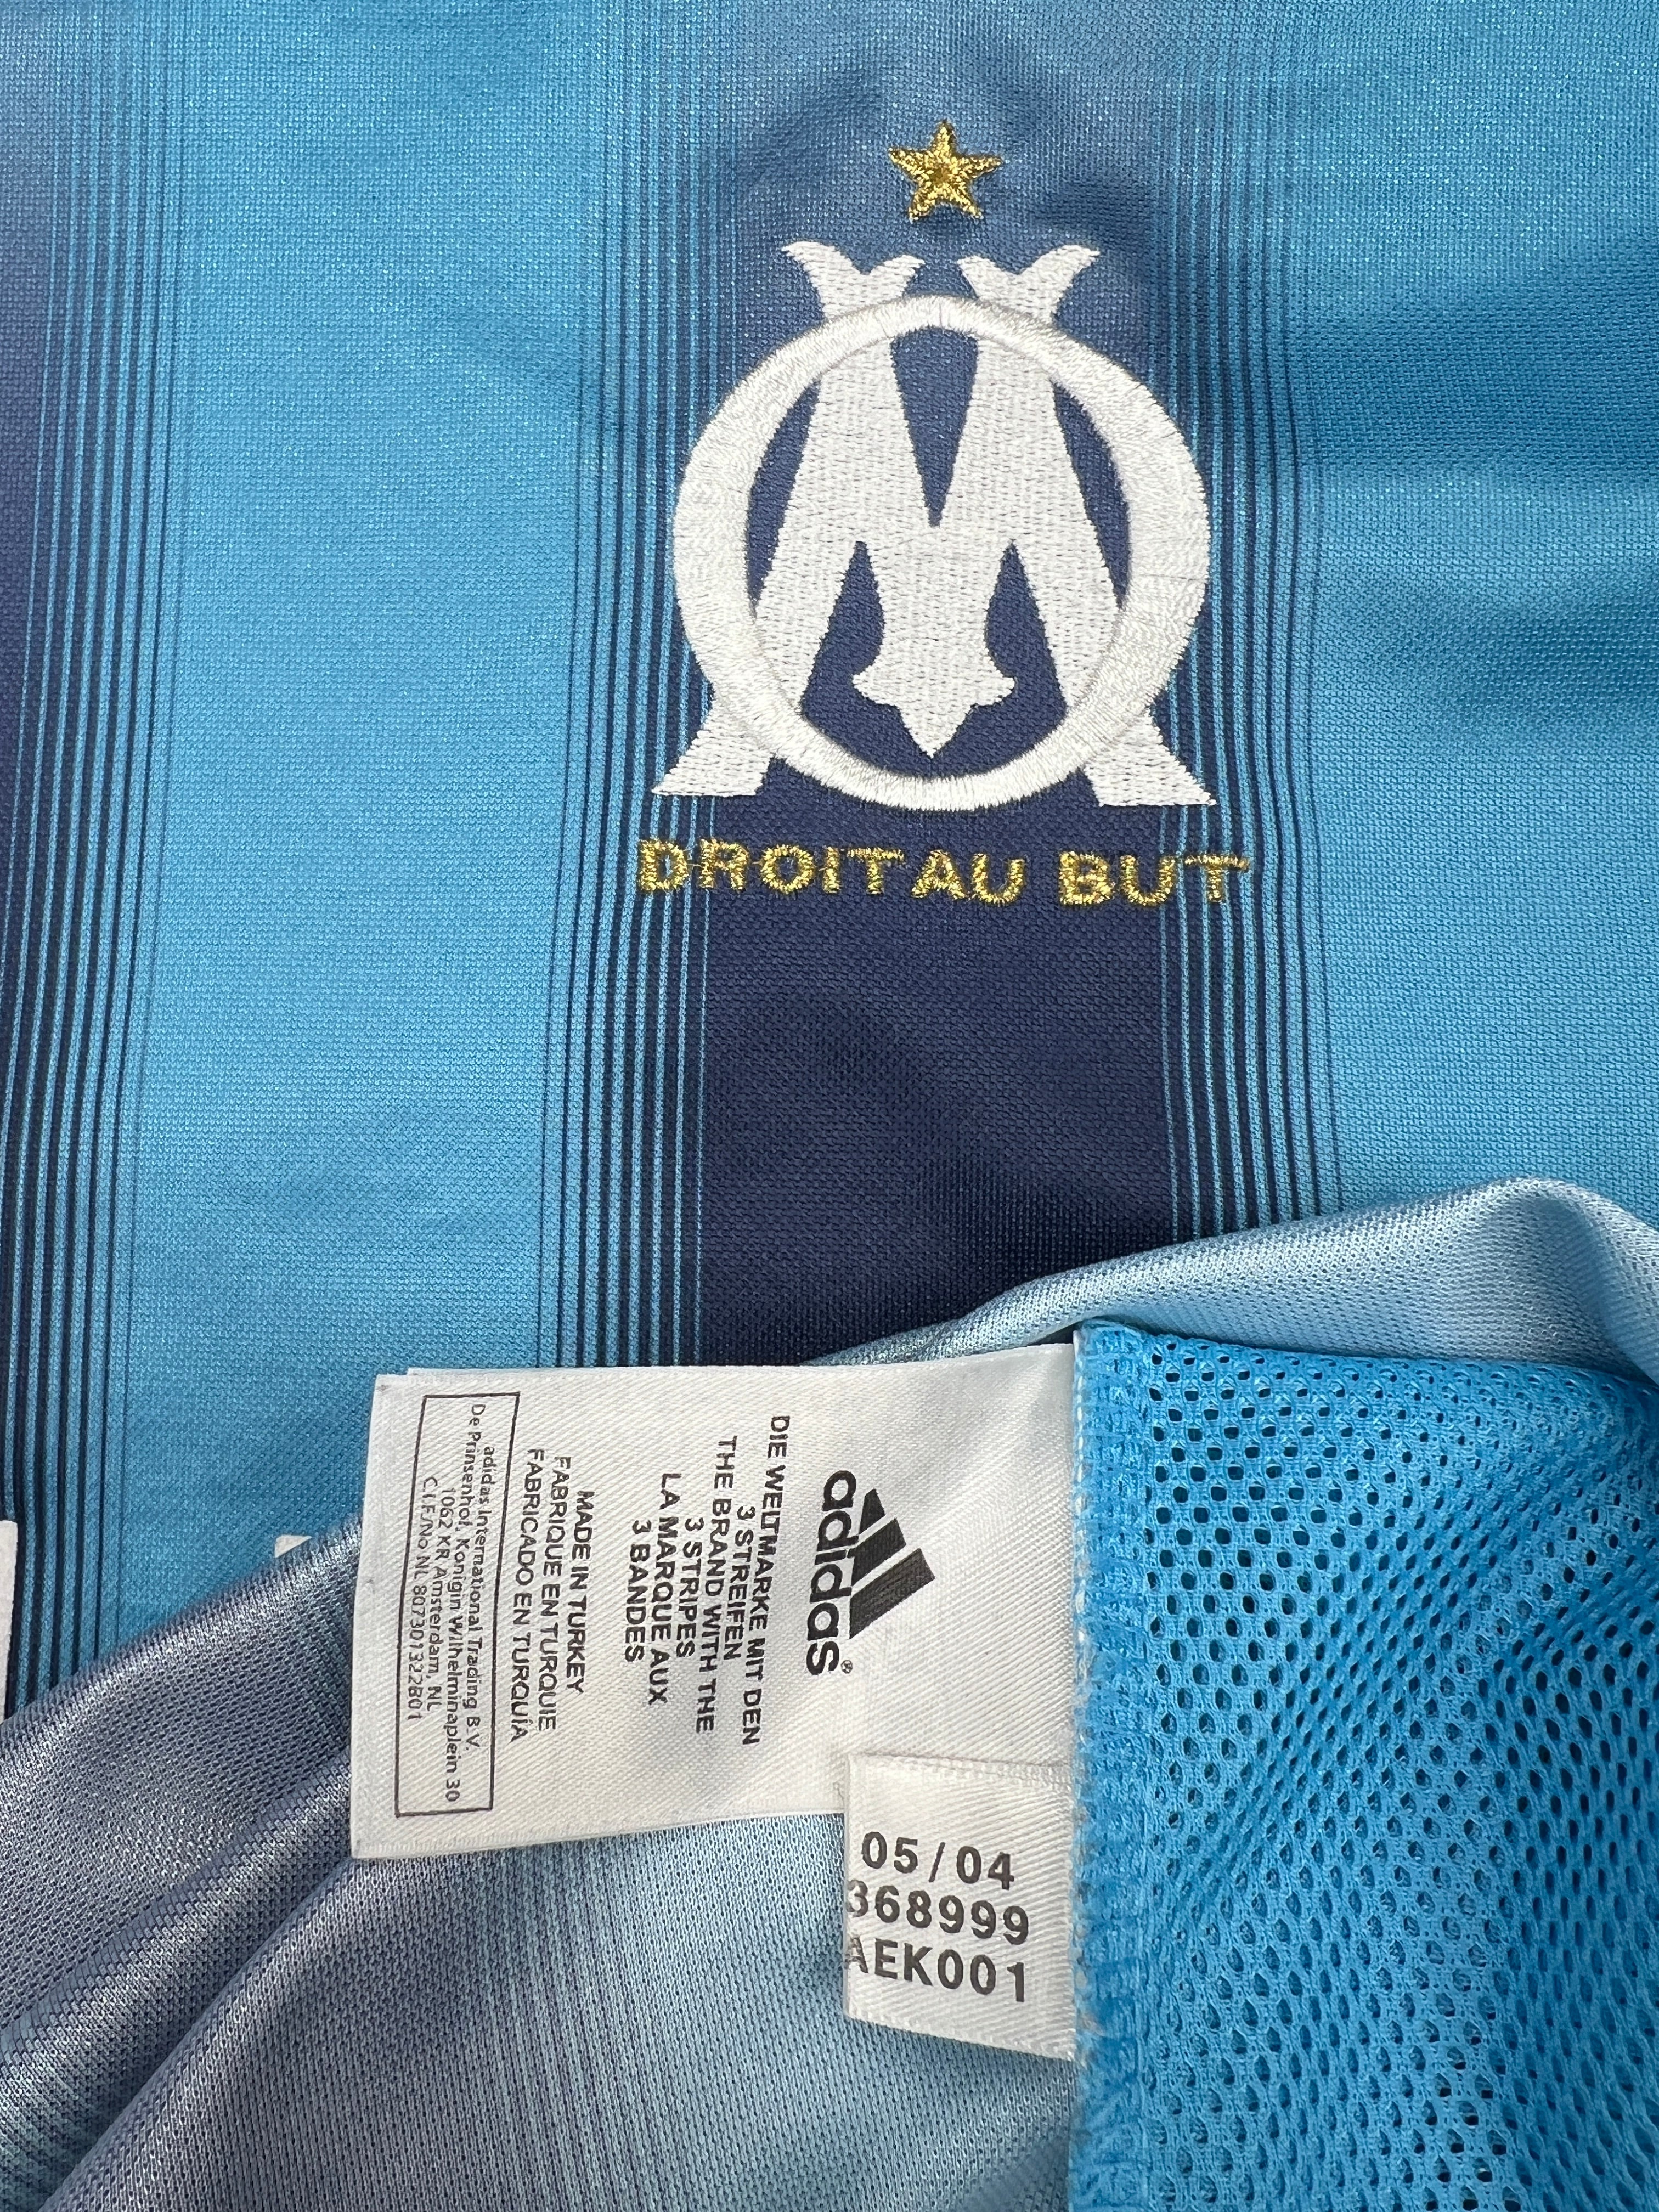 DROIT AU BUT
adidas®
DIE WELTMARKE MIT DEN
3 STREIFEN
THE BRAND WITH THE
3 STRIPES
LA MARQUE AUX
3 BANDES
MADE IN TURKEY
FABRIQUE EN TURQUIE
FABRICADO EN TURQUÍA
adidas International Trading B.V.
De Prinsenhof, Konigin Wilhelminaplein 30
1062 KR Amsterdam, NL
C.I.F./No NL 807301322B01
05/04
368999
AEK001